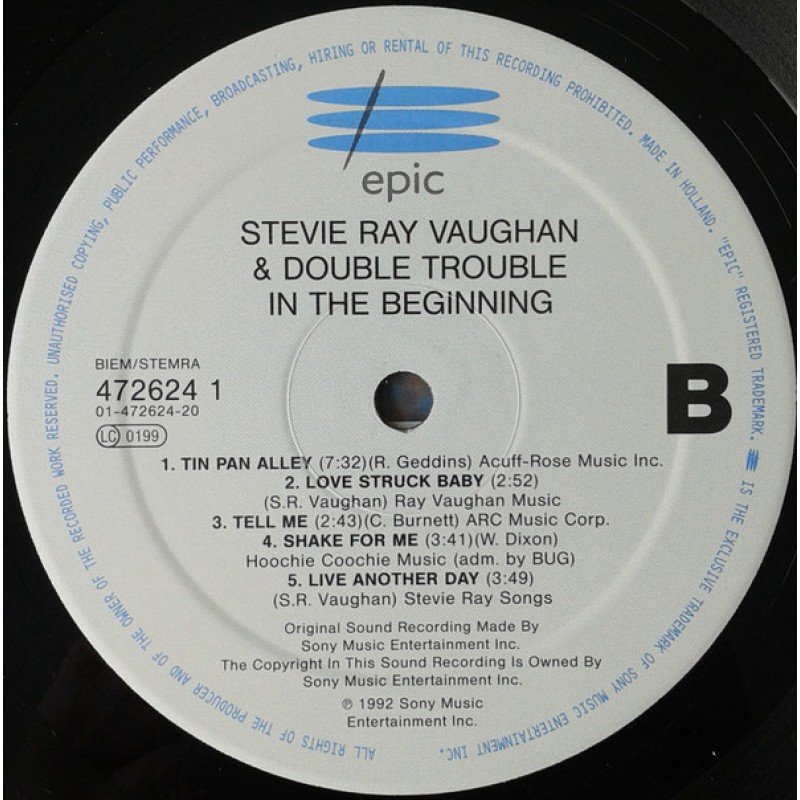 ALL RIGHTS OF THE PRODUCER AND OF THE OWNER OF THE RECORDED WORK RESERVED. UNAUTHORISED COPYING, PUBLIC PERFORMANCE, BROADCASTING, HIRING OR RENTAL OF THIS RECORDING PROHIBITED. MADE IN HOLLAND. "EPIC" REGISTERED TRADEMARK. IS THE EXCLUSIVE TRADEMARK OF SONY MUSIC ENTERTAINMENT INC.
epic
STEVIE RAY VAUGHAN
& DOUBLE TROUBLE
IN THE BEGiNNING
BIEM/STEMRA
472624 1
01-472624-20
LC 0199
B
1. TIN PAN ALLEY (7:32)(R. Geddins) Acuff-Rose Music Inc.
2. LOVE STRUCK BABY (2:52)
(S.R. Vaughan) Ray Vaughan Music
3. TELL ME (2:43)(C. Burnett) ARC Music Corp.
4. SHAKE FOR ME (3:41)(W. Dixon)
Hoochie Coochie Music (adm. by BUG)
5. LIVE ANOTHER DAY (3:49)
(S.R. Vaughan) Stevie Ray Songs
Original Sound Recording Made By
Sony Music Entertainment Inc.
The Copyright In This Sound Recording Is Owned By
Sony Music Entertainment Inc.
℗ 1992 Sony Music
Entertainment Inc.